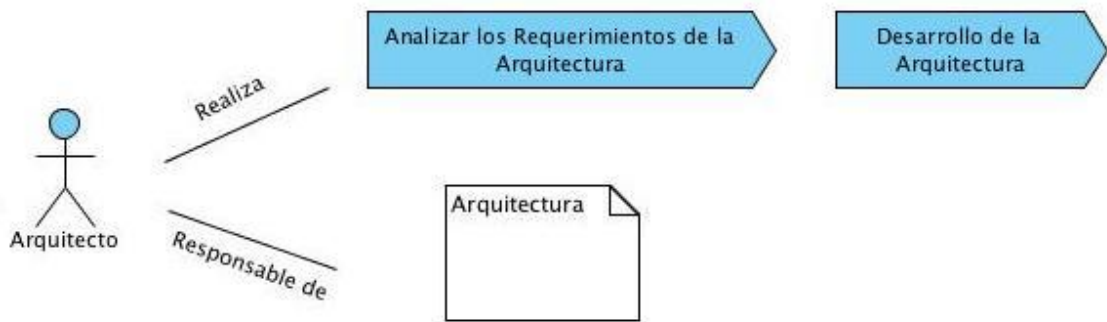 Analizar los Requerimientos de la
Arquitectura
Desarrollo de la
Arquitectura
Realiza
Arquitecto
Responsable de
Arquitectura